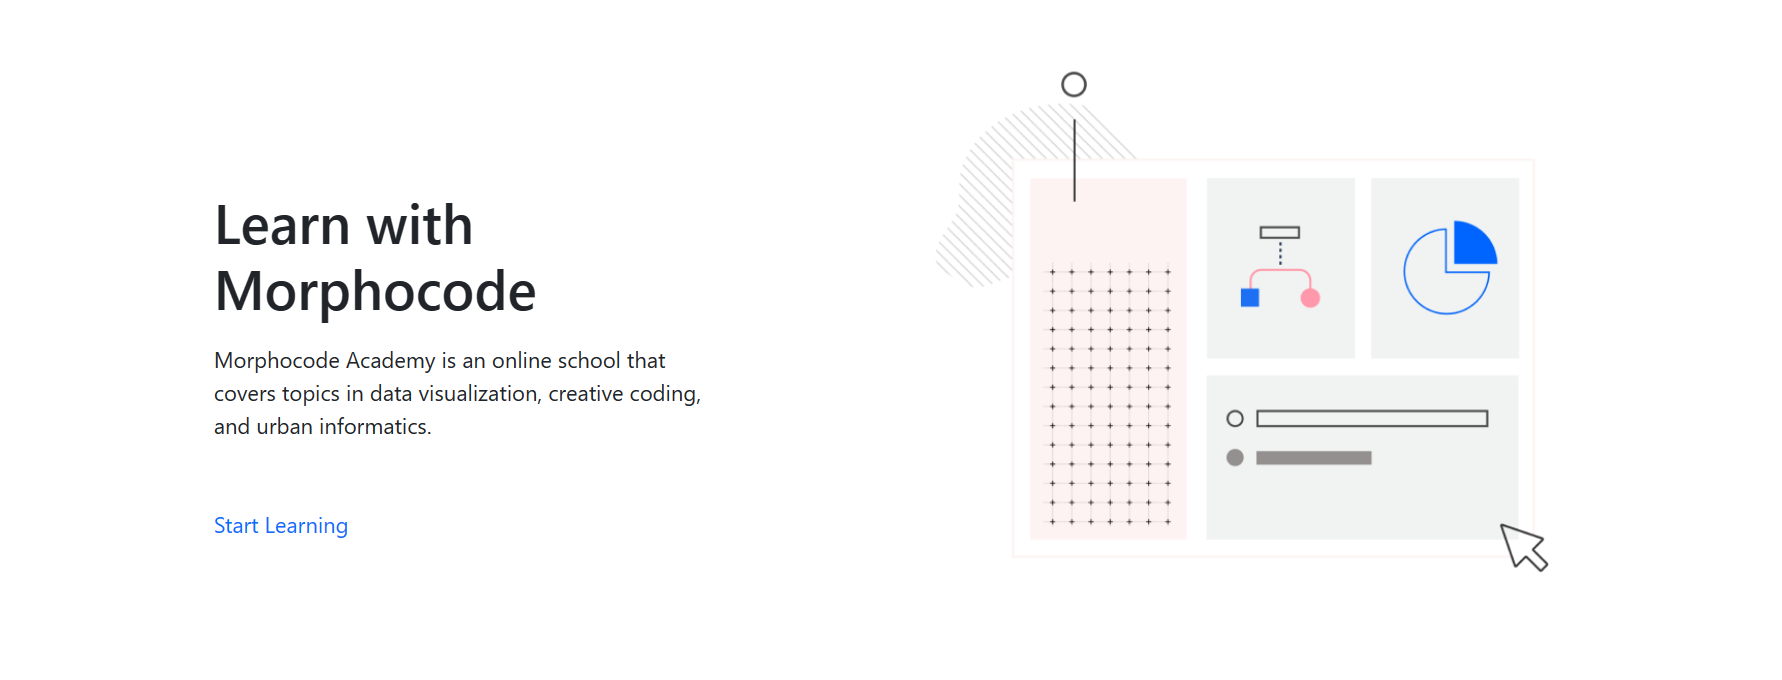 Learn with
Morphocode
Morphocode Academy is an online school that
covers topics in data visualization, creative coding,
and urban informatics.
Start Learning